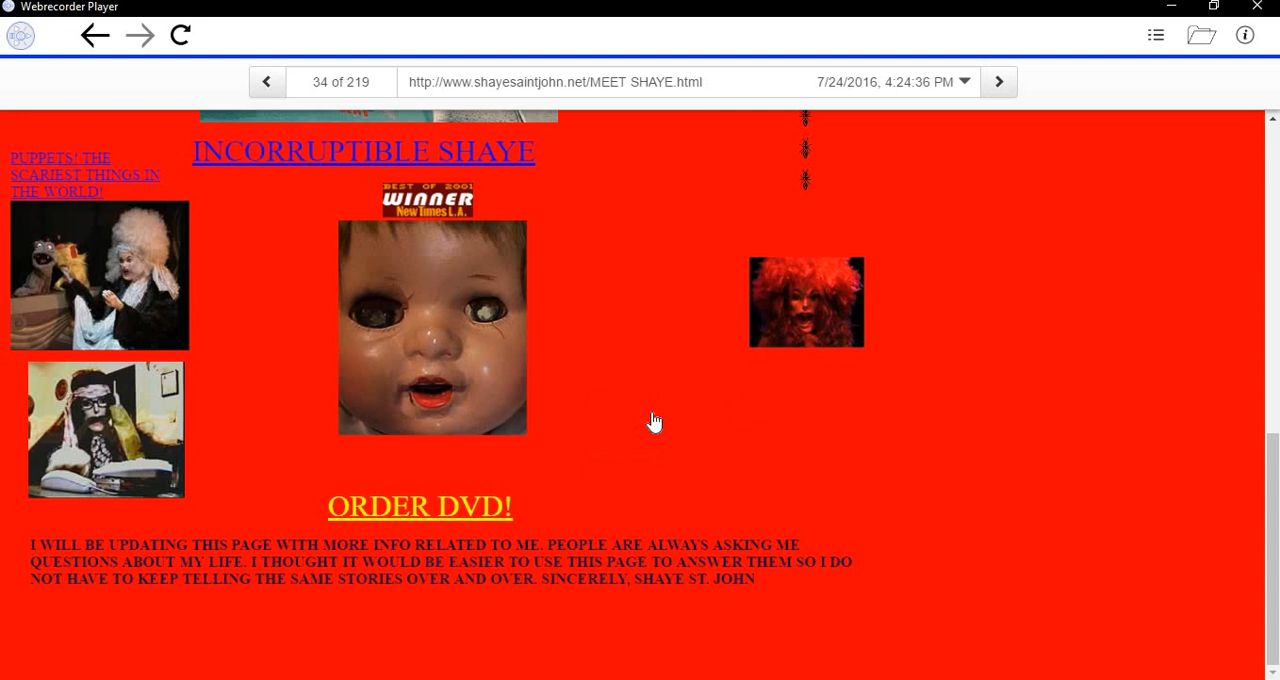 Webrecorder Player
34 of 219
http://www.shayesaintjohn.net/MEET SHAYE.html
7/24/2016, 4:24:36 PM
INCORRUPTIBLE SHAYE
PUPPETS! THE
SCARIEST THINGS IN
THE WORLD!
BEST OF 2001
WINNER
New Times L.A.
ORDER DVD!
I WILL BE UPDATING THIS PAGE WITH MORE INFO RELATED TO ME. PEOPLE ARE ALWAYS ASKING ME
QUESTIONS ABOUT MY LIFE. I THOUGHT IT WOULD BE EASIER TO USE THIS PAGE TO ANSWER THEM SO I DO
NOT HAVE TO KEEP TELLING THE SAME STORIES OVER AND OVER. SINCERELY, SHAYE ST. JOHN